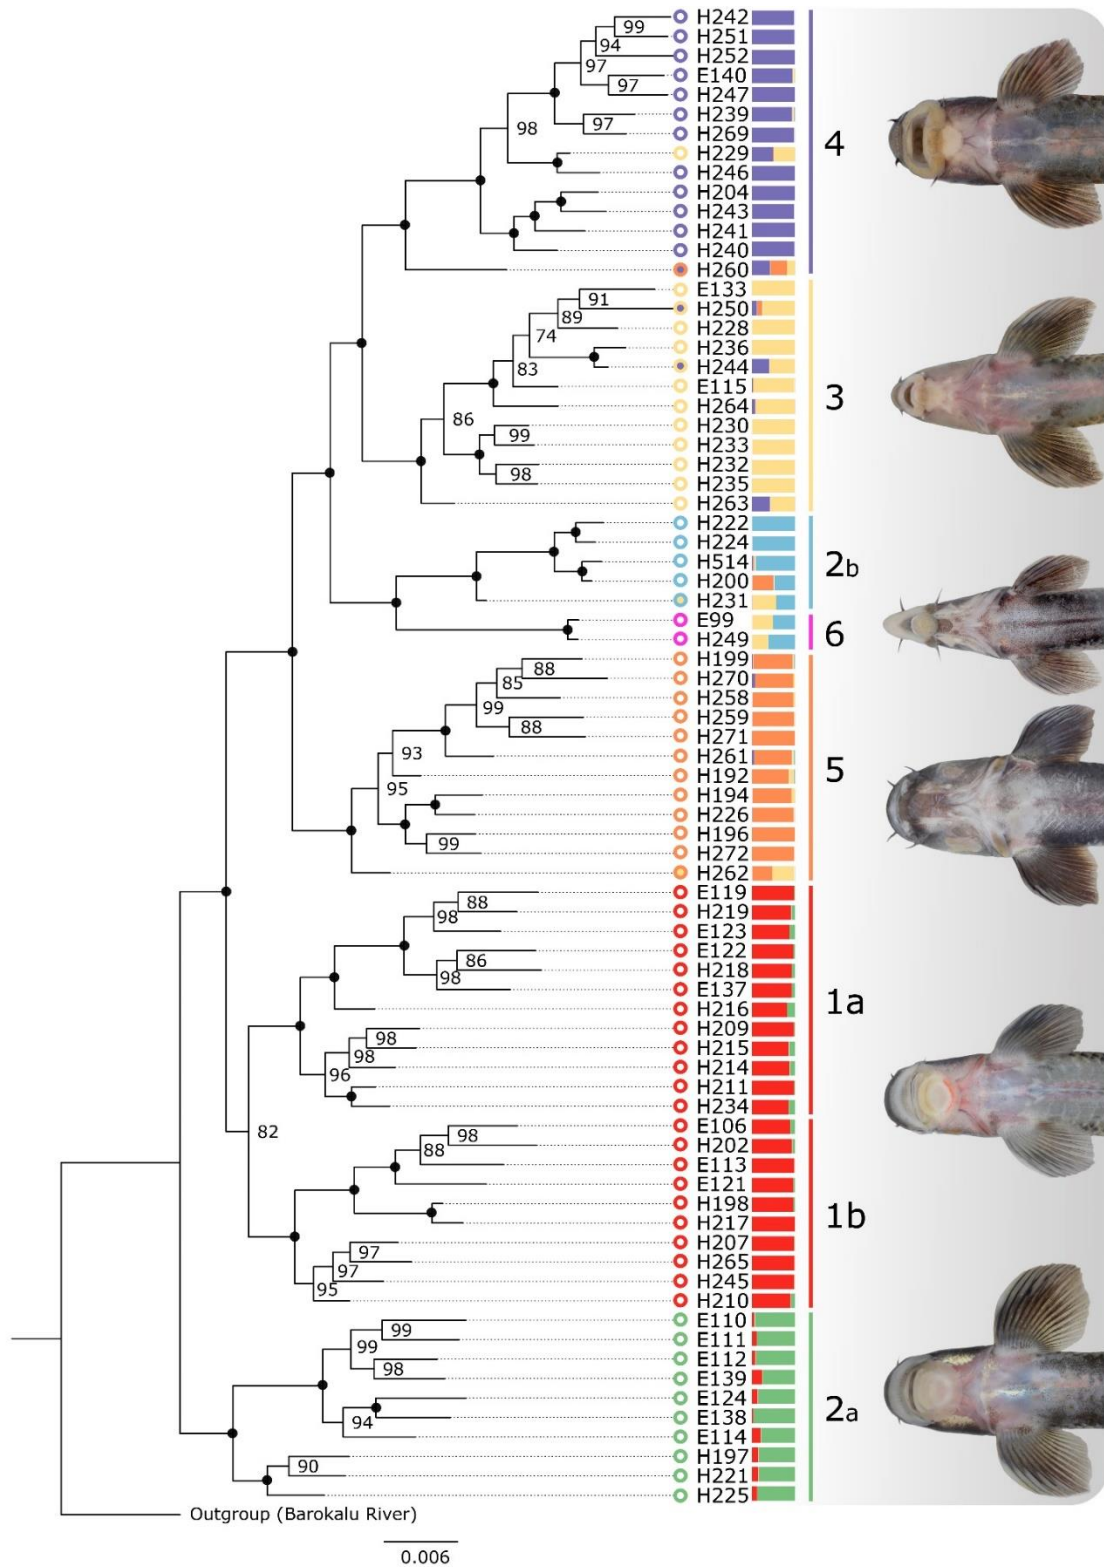 H242
99
H251
94
H252
97
E140
97
H247
H239
98
97
H269
H229
H246
H204
H243
H241
H240
H260
4
E133
91
H250
89
H228
74
H236
83
H244
E115
H264
86
H230
99
H233
H232
98
H235
H263
3
H222
H224
H514
H200
H231
2b
E99
H249
6
H199
88
H270
85
H258
99
H259
88
H271
93
H261
H192
95
H194
H226
H196
99
H272
H262
5
E119
88
H219
98
E123
E122
86
H218
98
E137
H216
H209
98
H215
98
H214
96
H211
H234
1a
82
E106
98
H202
88
E113
E121
H198
H217
H207
97
H265
97
H245
95
H210
1b
E110
99
E111
99
E112
98
E139
E124
E138
94
E114
H197
90
H221
H225
2a
Outgroup (Barokalu River)
0.006